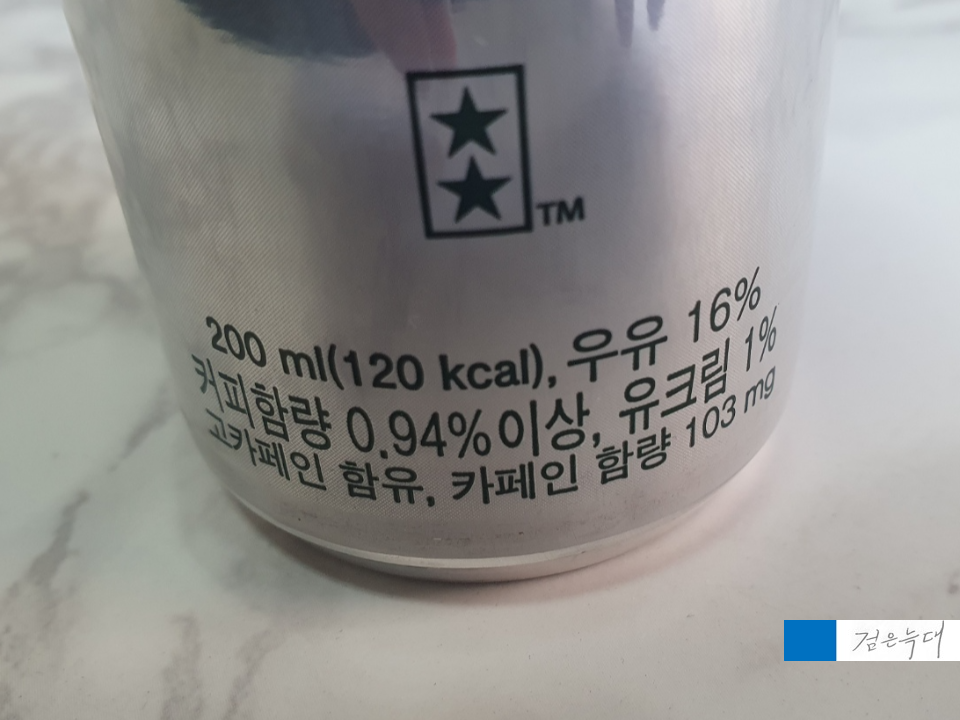 TM
200 ml(120 kcal), 우유 16%
커피함량 0.94%이상, 유크림 1%
고카페인 함유, 카페인 함량 103 mg
검은늑대